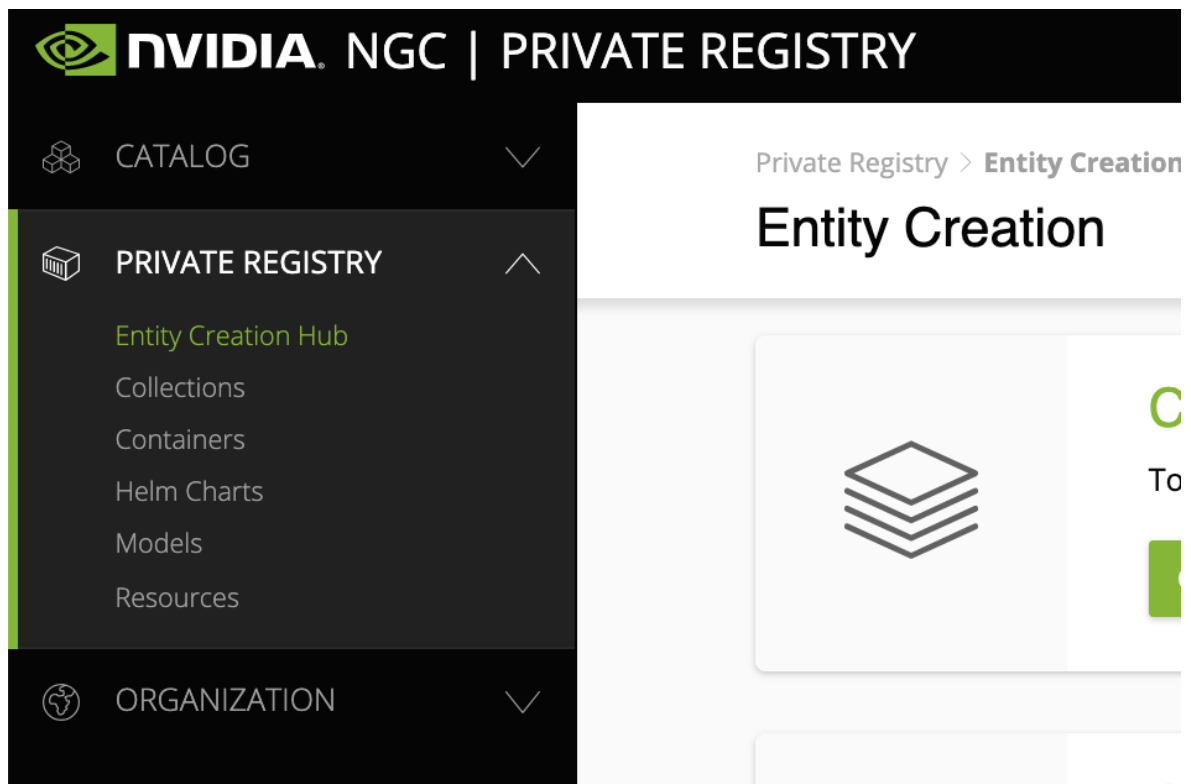 NVIDIA. NGC | PRIVATE REGISTRY
CATALOG
PRIVATE REGISTRY
Entity Creation Hub
Collections
Containers
Helm Charts
Models
Resources
ORGANIZATION
Private Registry > Entity Creation
Entity Creation
C
To